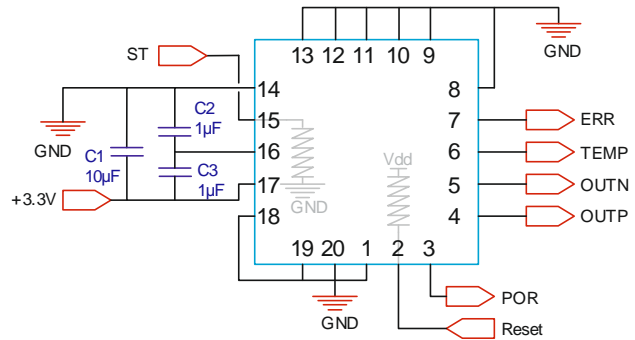 13 12 11 10 9
GND
ST
14
8
C2
1µF
15
7
ERR
GND
C1
10µF
16
Vdd
6
TEMP
C3
1µF
+3.3V
17
GND
5
OUTN
18
4
OUTP
19 20 1 2 3
GND
POR
Reset